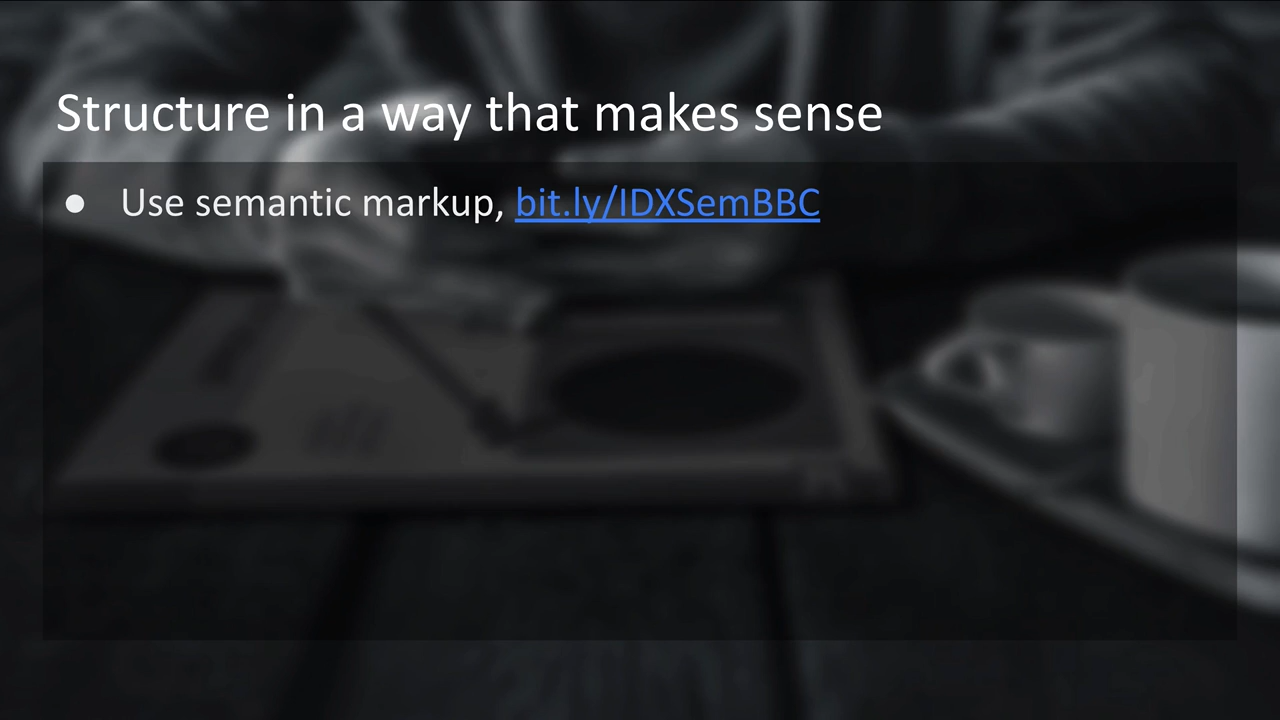 Structure in a way that makes sense
● Use semantic markup, bit.ly/IDXSemBBC